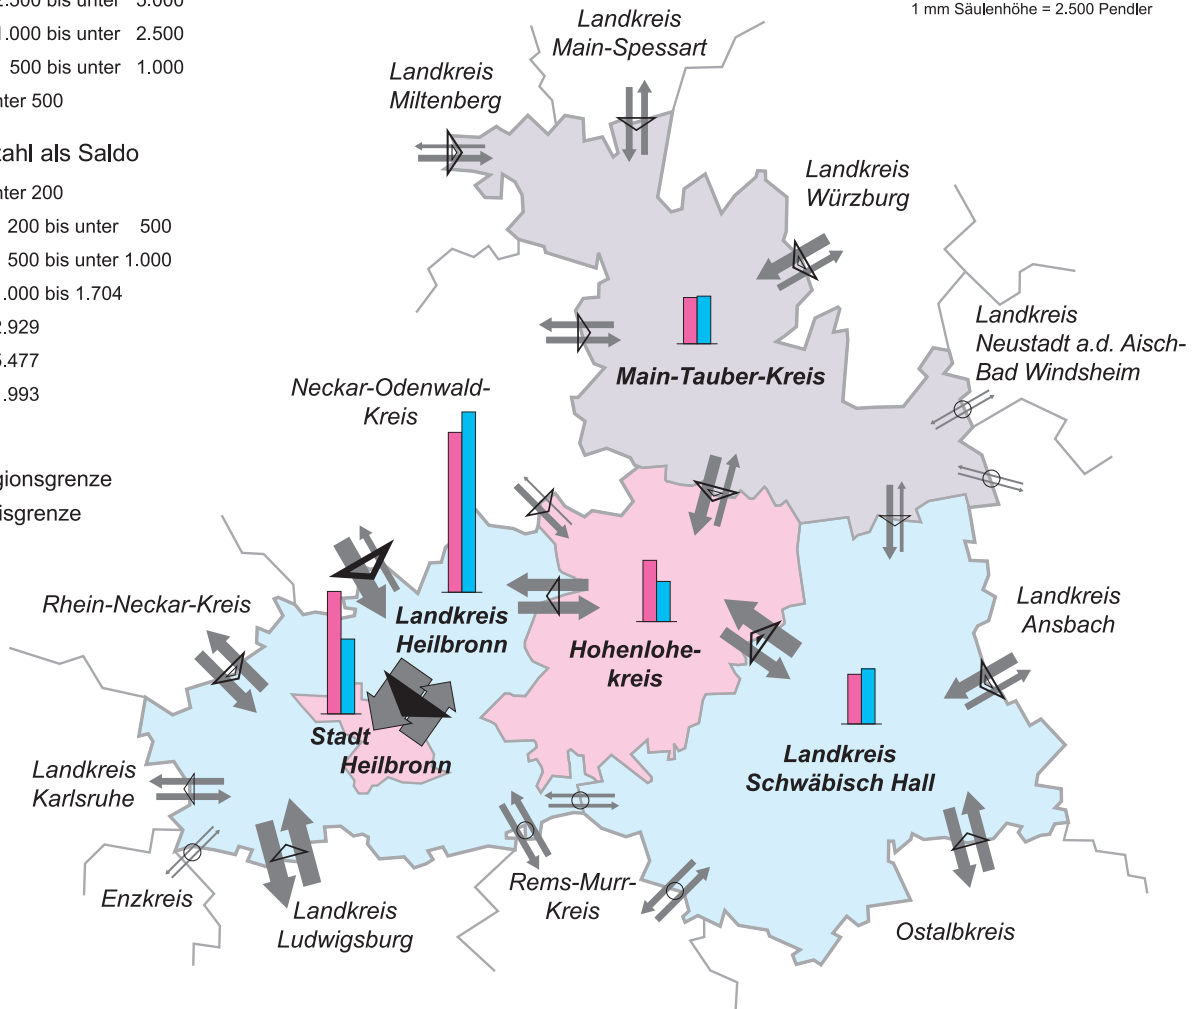 2.500 bis unter 5.000
1 mm Säulenhöhe = 2.500 Pendler
1.000 bis unter 2.500
500 bis unter 1.000
nter 500
zahl als Saldo
nter 200
200 bis unter 500
500 bis unter 1.000
.000 bis 1.704
2.929
.477
.993
gionsgrenze
isgrenze
Landkreis
Main-Spessart
Landkreis
Miltenberg
Landkreis
Würzburg
Landkreis
Neustadt a.d. Aisch-
Bad Windsheim
Main-Tauber-Kreis
Neckar-Odenwald-
Kreis
Rhein-Neckar-Kreis
Landkreis
Heilbronn
Hohenlohe-
kreis
Landkreis
Ansbach
Stadt
Heilbronn
Landkreis
Schwäbisch Hall
Landkreis
Karlsruhe
Enzkreis
Landkreis
Ludwigsburg
Rems-Murr-
Kreis
Ostalbkreis